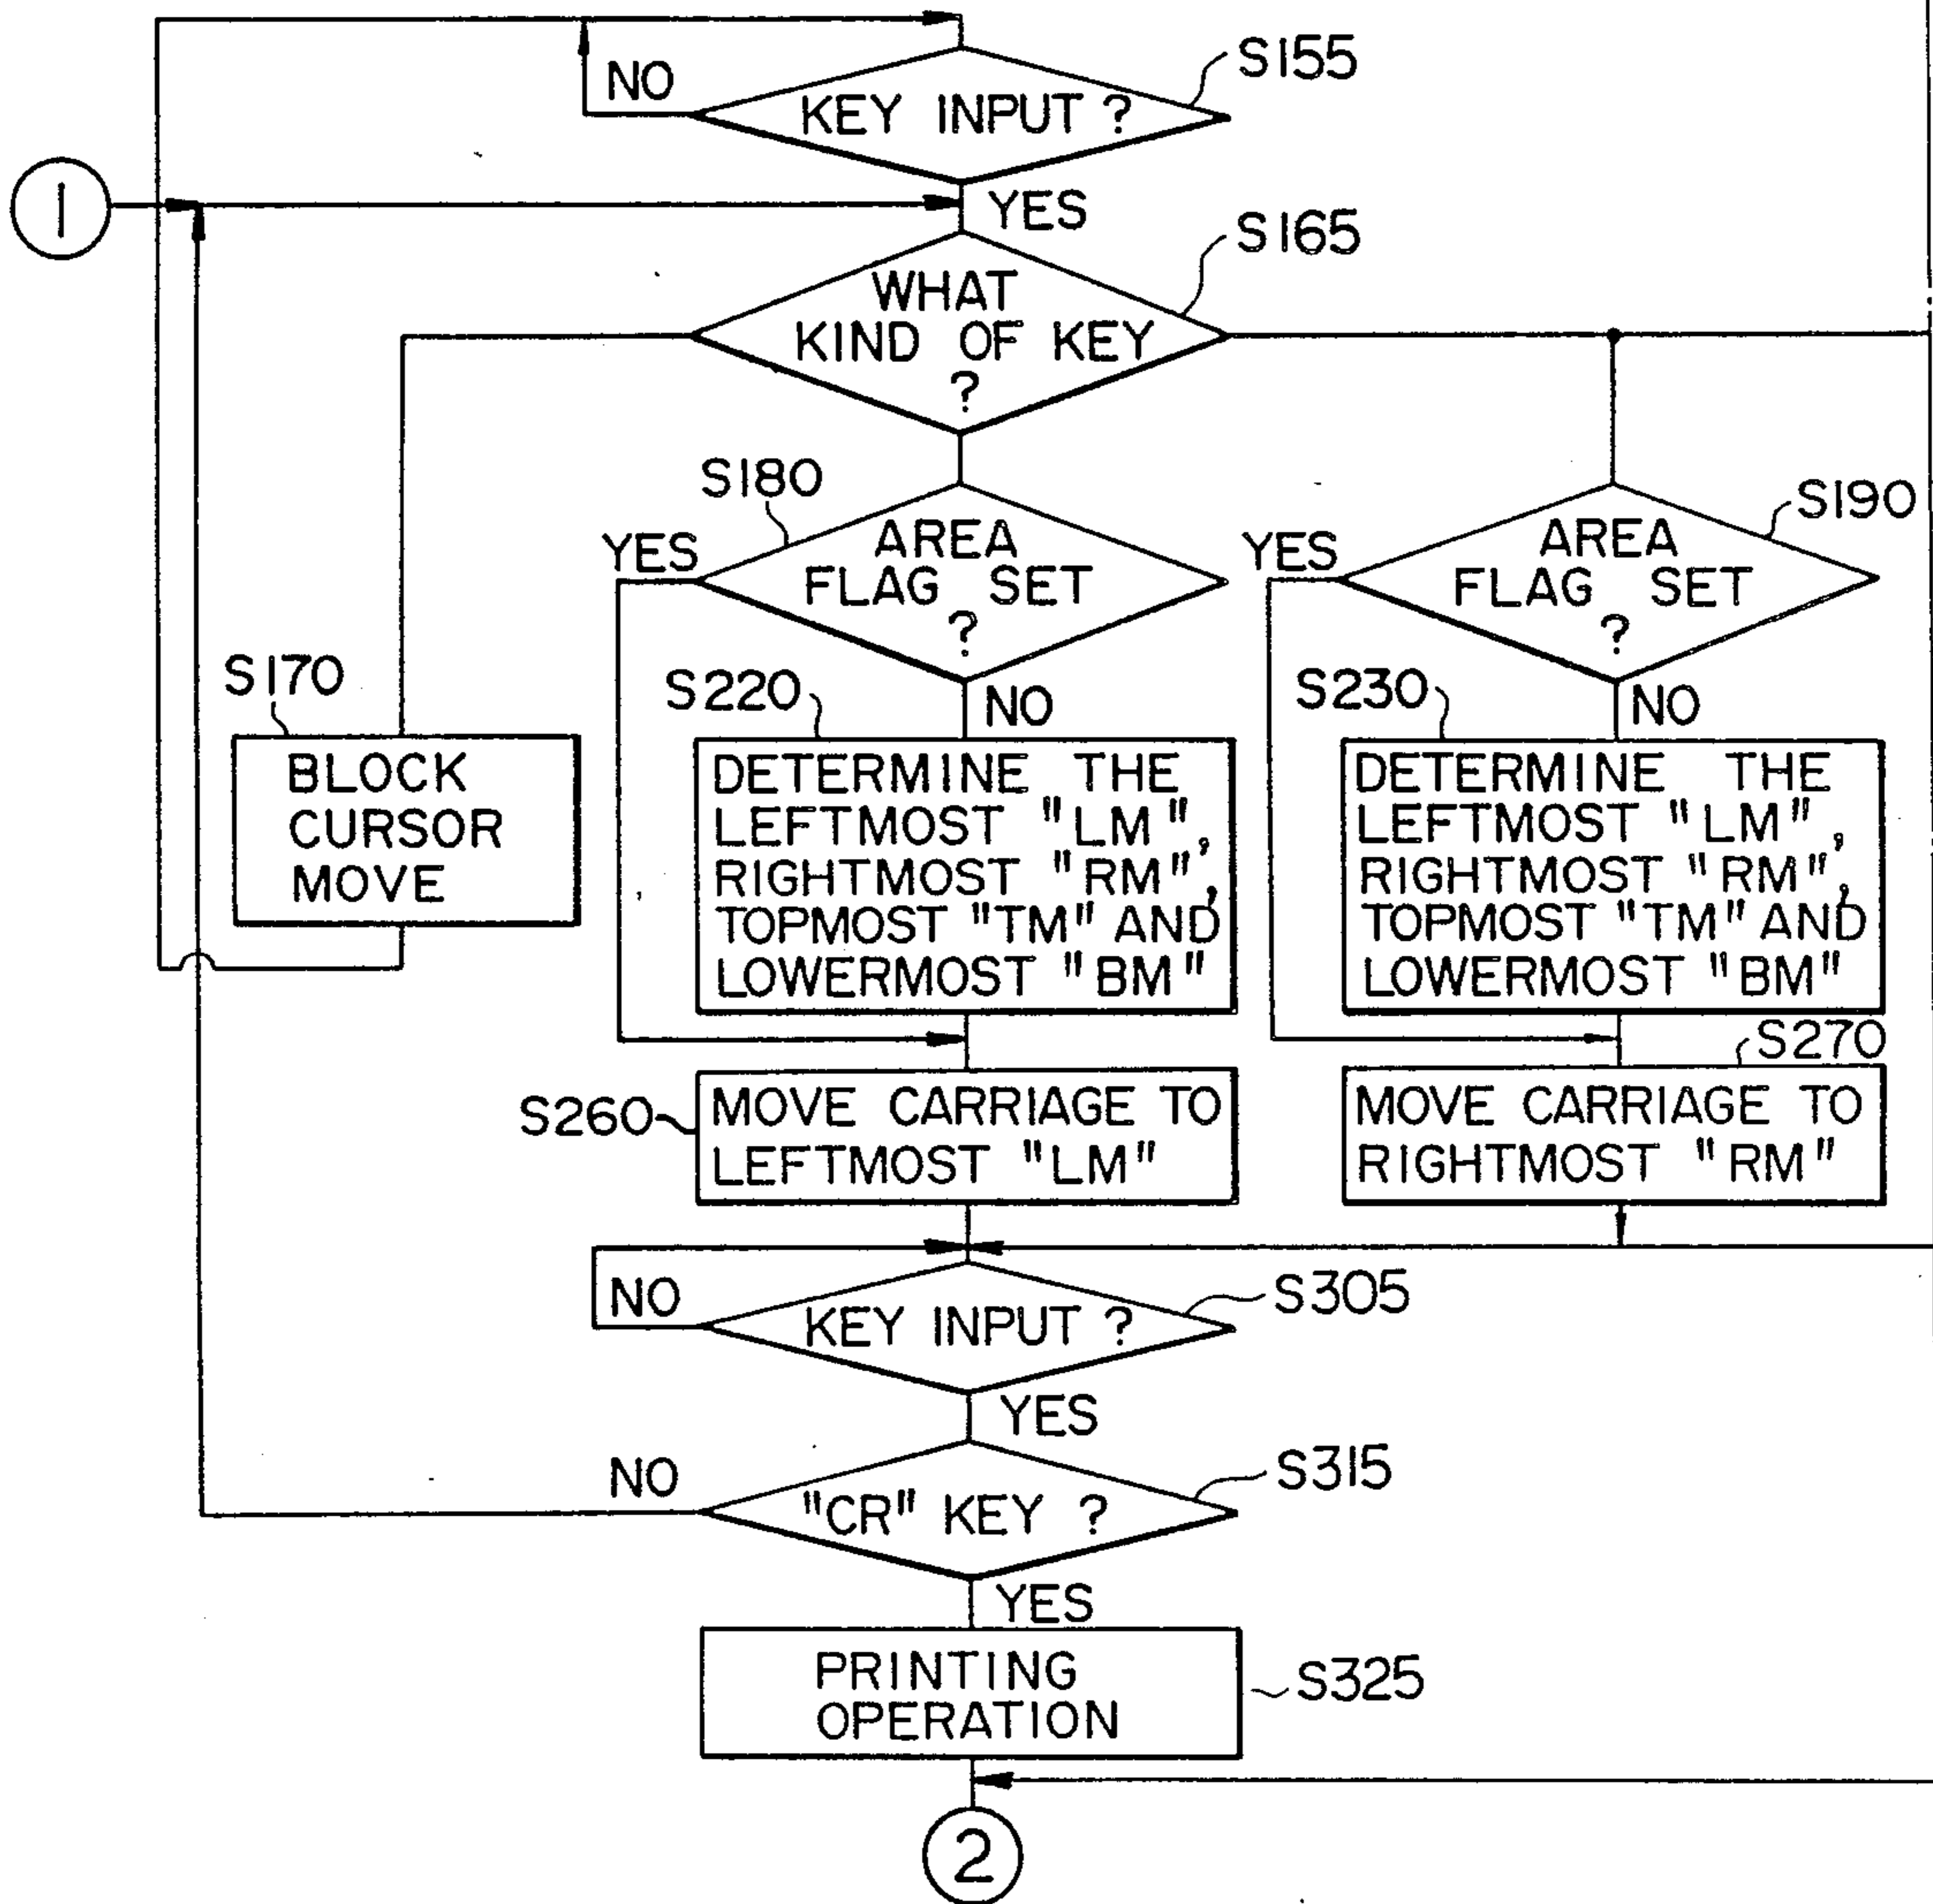 S155
NO
KEY INPUT ?
1
YES
S165
WHAT
KIND OF KEY
?
S180
S190
YES
AREA
FLAG SET
?
YES
AREA
FLAG SET
?
S170
S220
NO
S230
NO
BLOCK
CURSOR
MOVE
DETERMINE THE
LEFTMOST "LM",
RIGHTMOST "RM",
TOPMOST "TM" AND
LOWERMOST "BM"
DETERMINE THE
LEFTMOST "LM",
RIGHTMOST "RM",
TOPMOST "TM" AND
LOWERMOST "BM"
S270
S260
MOVE CARRIAGE TO
LEFTMOST "LM"
MOVE CARRIAGE TO
RIGHTMOST "RM"
NO
KEY INPUT ?
S305
YES
NO
"CR" KEY ?
S315
YES
PRINTING
OPERATION
S325
2